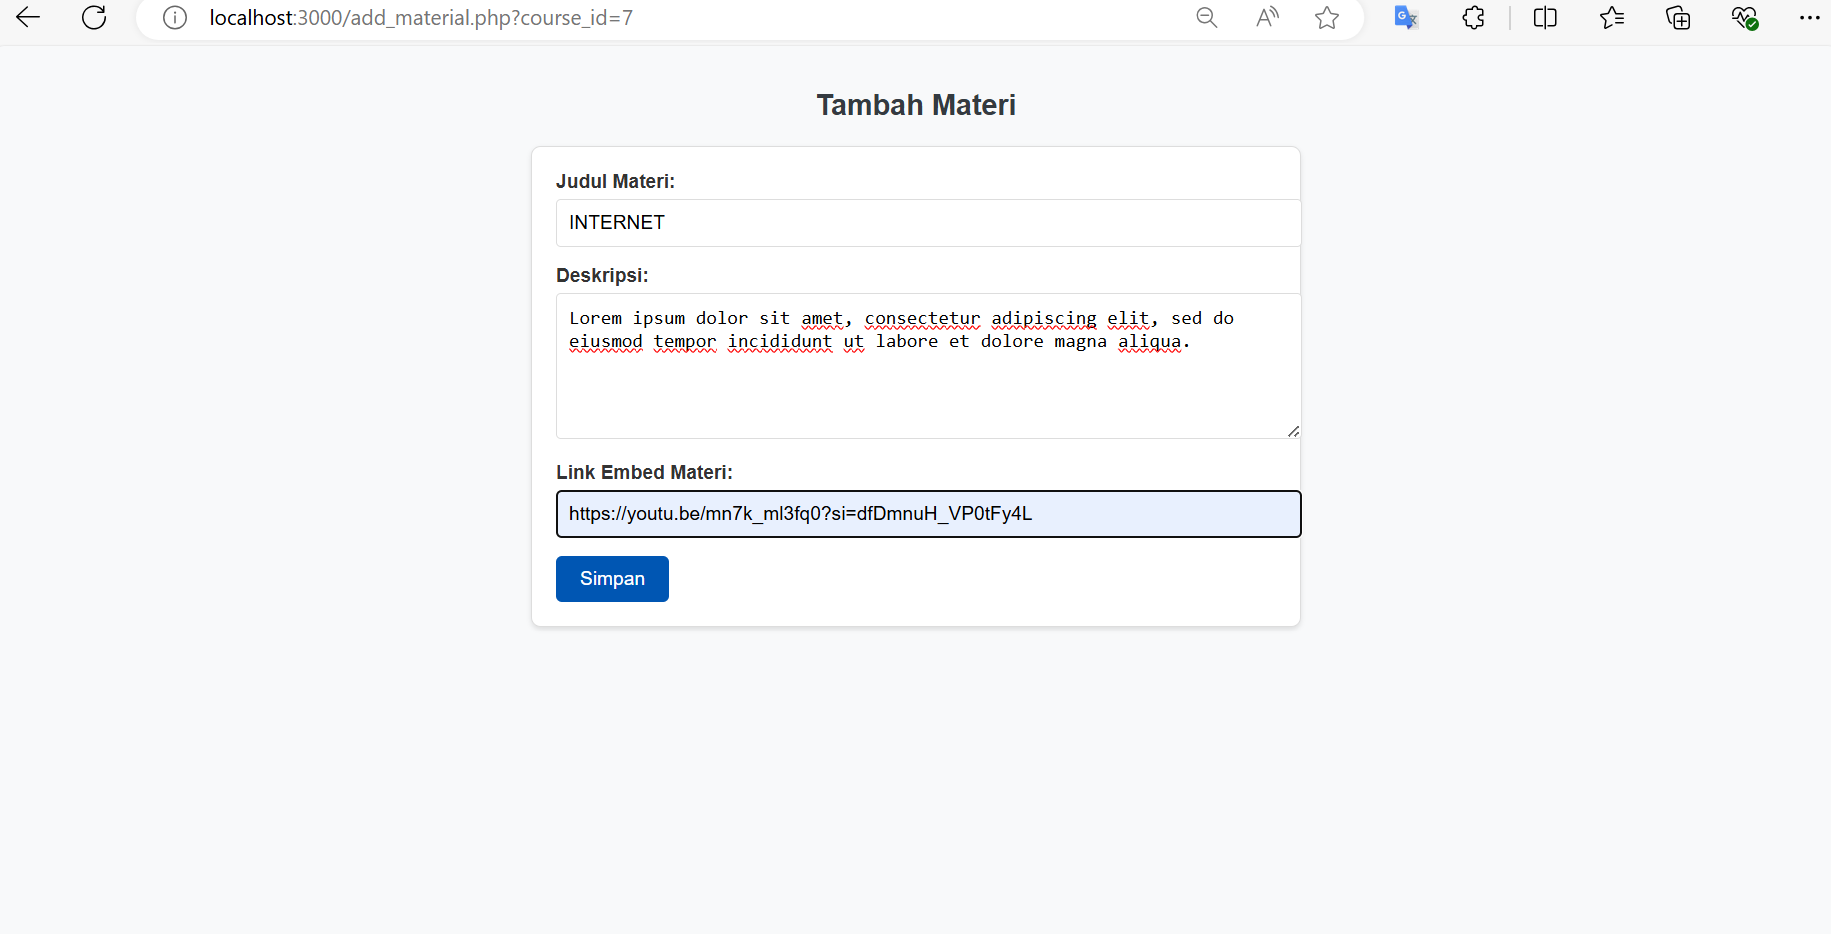 localhost:3000/add_material.php?course_id=7
Tambah Materi
Judul Materi:
INTERNET
Deskripsi:
Lorem ipsum dolor sit amet, consectetur adipiscing elit, sed do
eiusmod tempor incididunt ut labore et dolore magna aliqua.
Link Embed Materi:
https://youtu.be/mn7k_ml3fq0?si=dfDmnuH_VP0tFy4L
Simpan